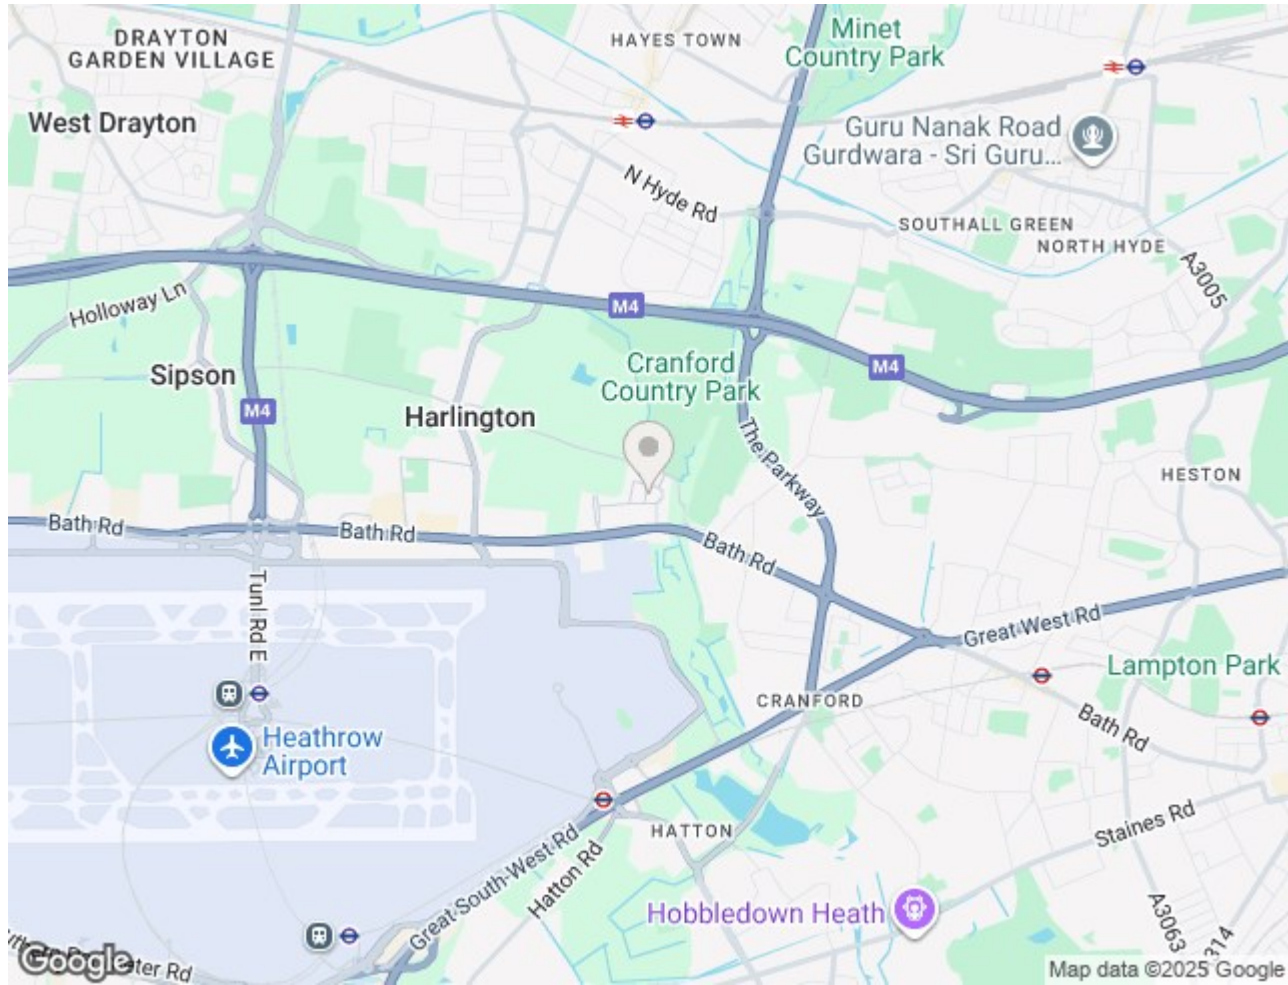 DRAYTON
GARDEN VILLAGE
HAYES TOWN
Minet
Country Park
West Drayton
Guru Nanak Road
Gurdwara - Sri Guru...
N Hyde Rd
SOUTHALL GREEN
NORTH HYDE
A3005
Holloway Ln
M4
Cranford
Country Park
M4
Sipson
M4
Harlington
The Parkway
HESTON
Bath Rd
Bath Rd
Bath Rd
Tunl Rd E
Great West Rd
Lampton Park
CRANFORD
Bath Rd
Heathrow
Airport
HATTON
Staines Rd
Great South-West Rd
Hatton Rd
Hobbledown Heath
A3063
314
ter Rd
Google
Map data ©2025 Google